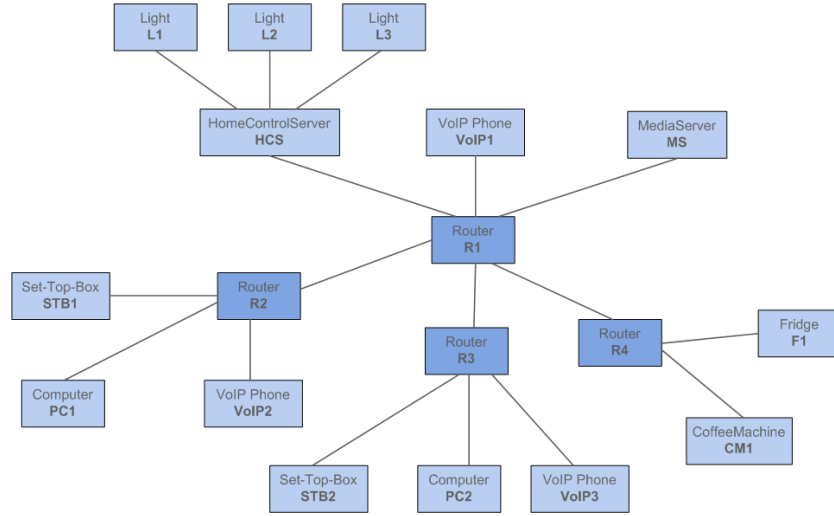 Light
L1
Light
L2
Light
L3
HomeControlServer
HCS
VoIP Phone
VoIP1
MediaServer
MS
Router
R1
Set-Top-Box
STB1
Router
R2
Router
R3
Router
R4
Fridge
F1
Computer
PC1
VoIP Phone
VoIP2
CoffeeMachine
CM1
Set-Top-Box
STB2
Computer
PC2
VoIP Phone
VoIP3